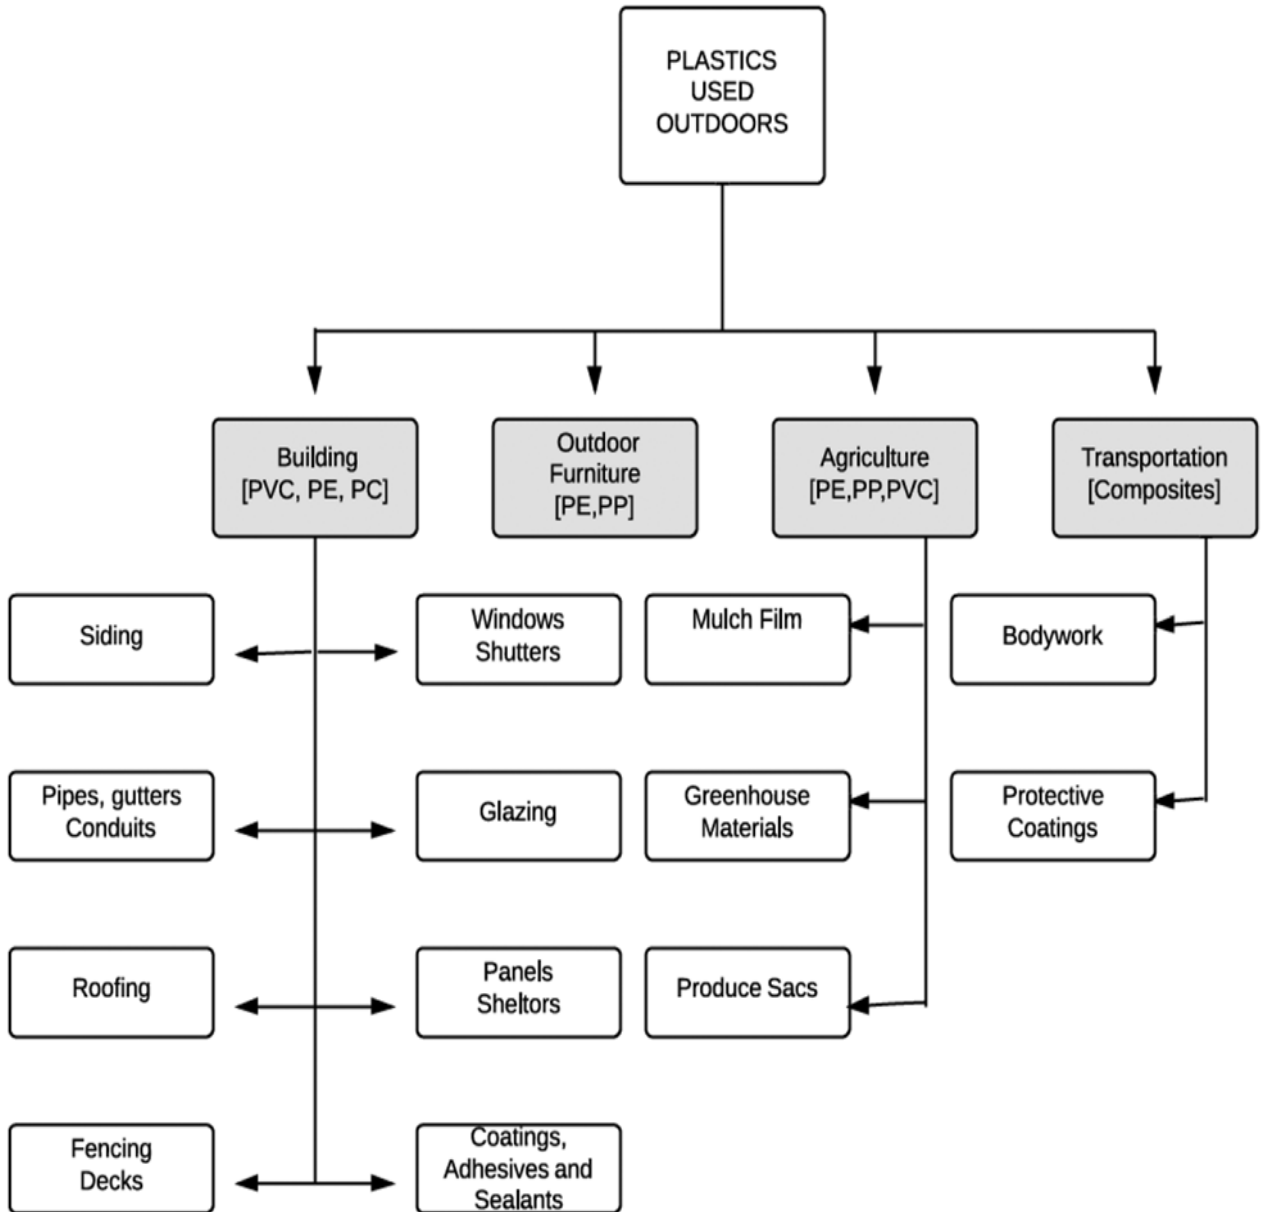 PLASTICS
USED
OUTDOORS
Building
[PVC, PE, PC]
Outdoor
Furniture
[PE,PP]
Agriculture
[PE,PP,PVC]
Transportation
[Composites]
Siding
Windows
Shutters
Mulch Film
Bodywork
Pipes, gutters
Conduits
Glazing
Greenhouse
Materials
Protective
Coatings
Roofing
Panels
Sheltors
Produce Sacs
Fencing
Decks
Coatings,
Adhesives and
Sealants